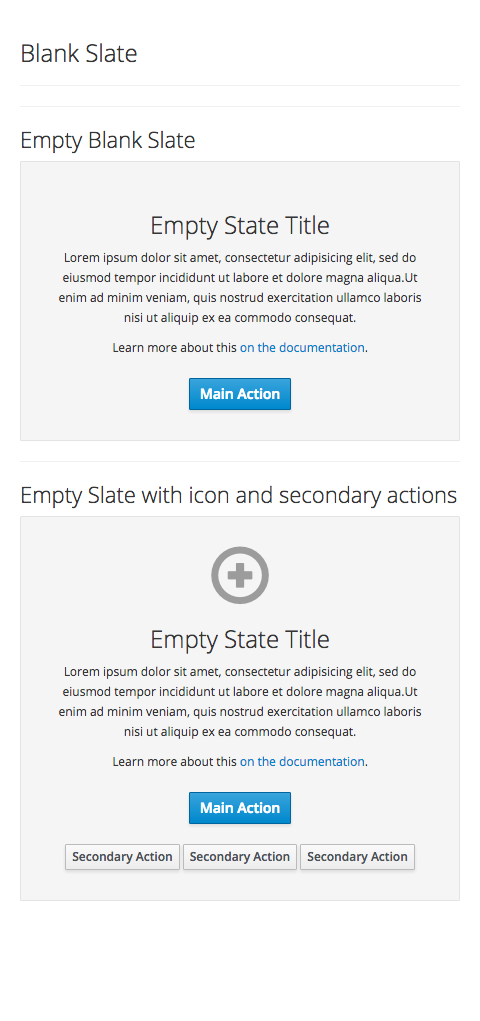 Blank Slate
Empty Blank Slate
Empty State Title
Lorem ipsum dolor sit amet, consectetur adipisicing elit, sed do
eiusmod tempor incididunt ut labore et dolore magna aliqua.Ut
enim ad minim veniam, quis nostrud exercitation ullamco laboris
nisi ut aliquip ex ea commodo consequat.
Learn more about this on the documentation.
Main Action
Empty Slate with icon and secondary actions
Empty State Title
Lorem ipsum dolor sit amet, consectetur adipisicing elit, sed do
eiusmod tempor incididunt ut labore et dolore magna aliqua.Ut
enim ad minim veniam, quis nostrud exercitation ullamco laboris
nisi ut aliquip ex ea commodo consequat.
Learn more about this on the documentation.
Main Action
Secondary Action Secondary Action Secondary Action